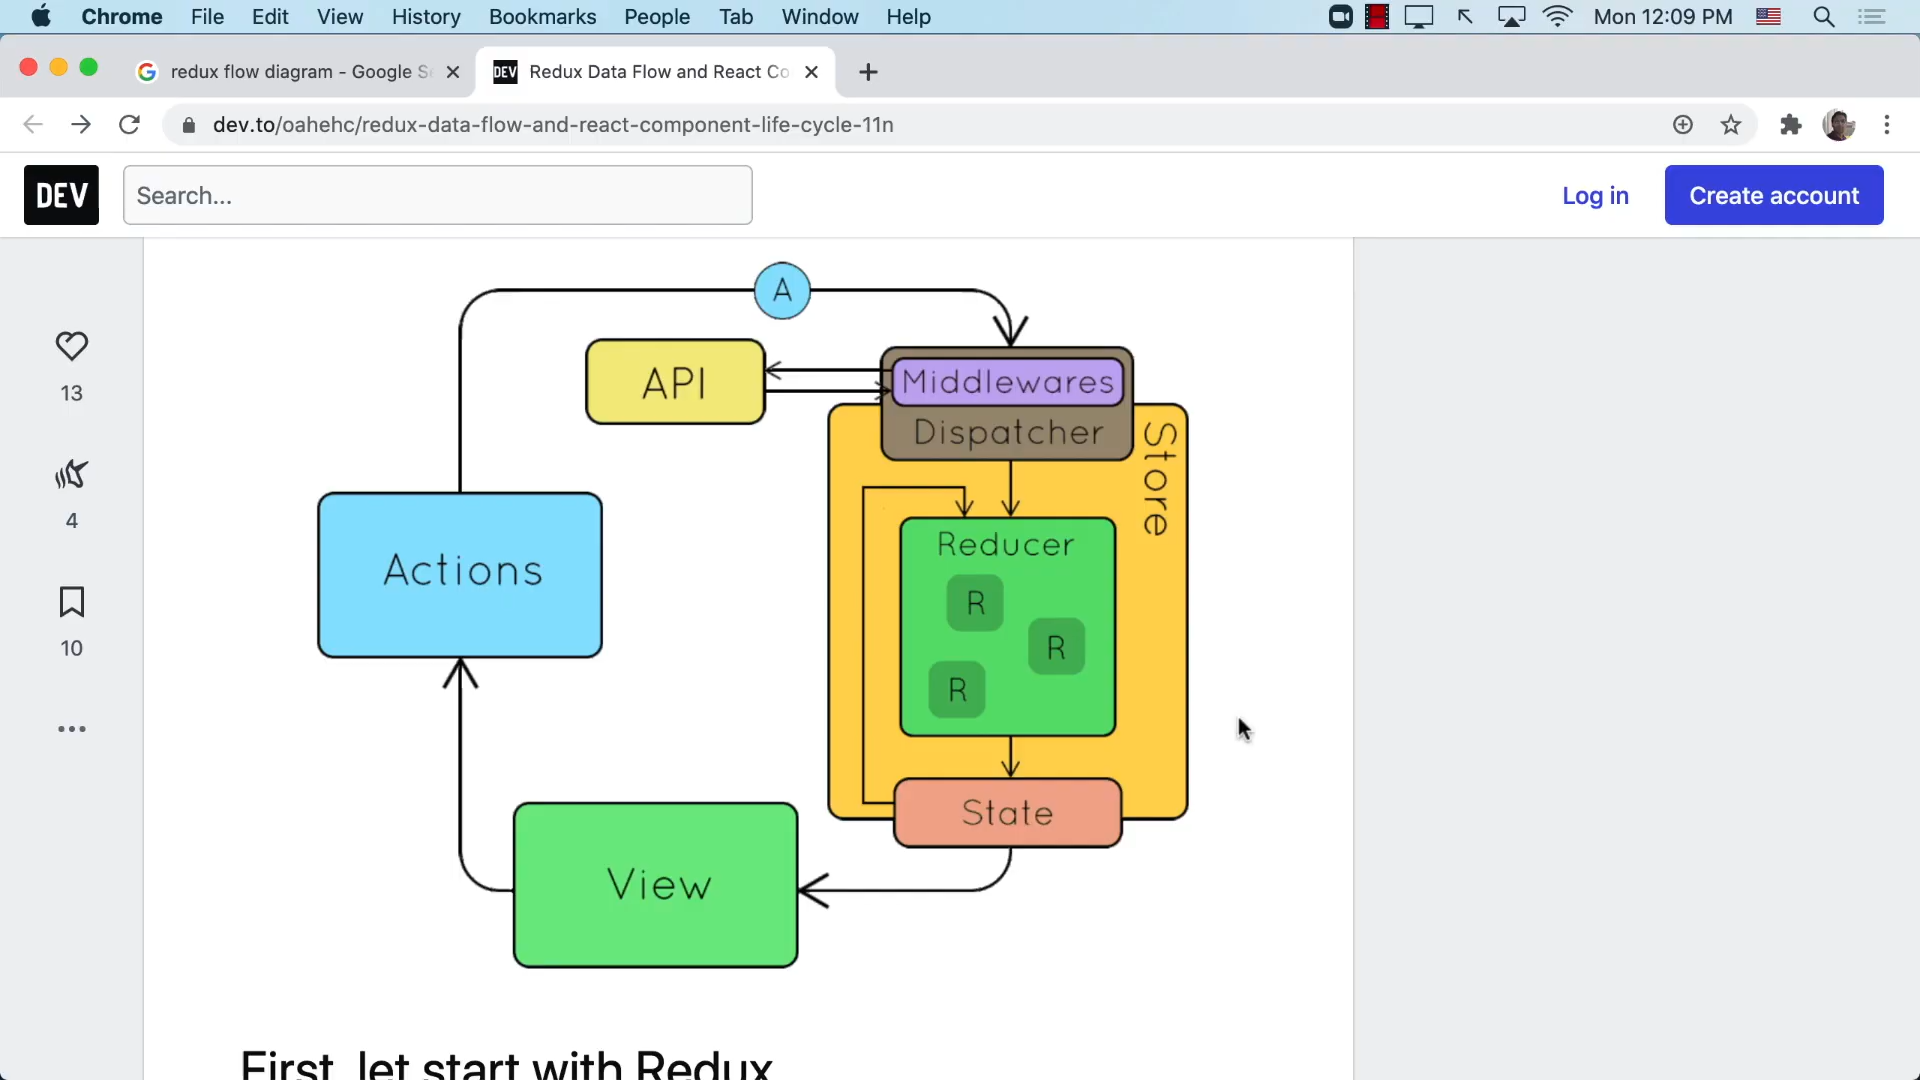 Chrome File Edit View History Bookmarks People Tab Window Help Mon 12:09 PM
redux flow diagram - Google S
DEV Redux Data Flow and React Co
dev.to/oahehc/redux-data-flow-and-react-component-life-cycle-11n
DEV Search... Log in Create account
13
4
10
A
API
Middlewares
Dispatcher
Store
Actions
Reducer
R
R
R
State
View
First, let start with Redux